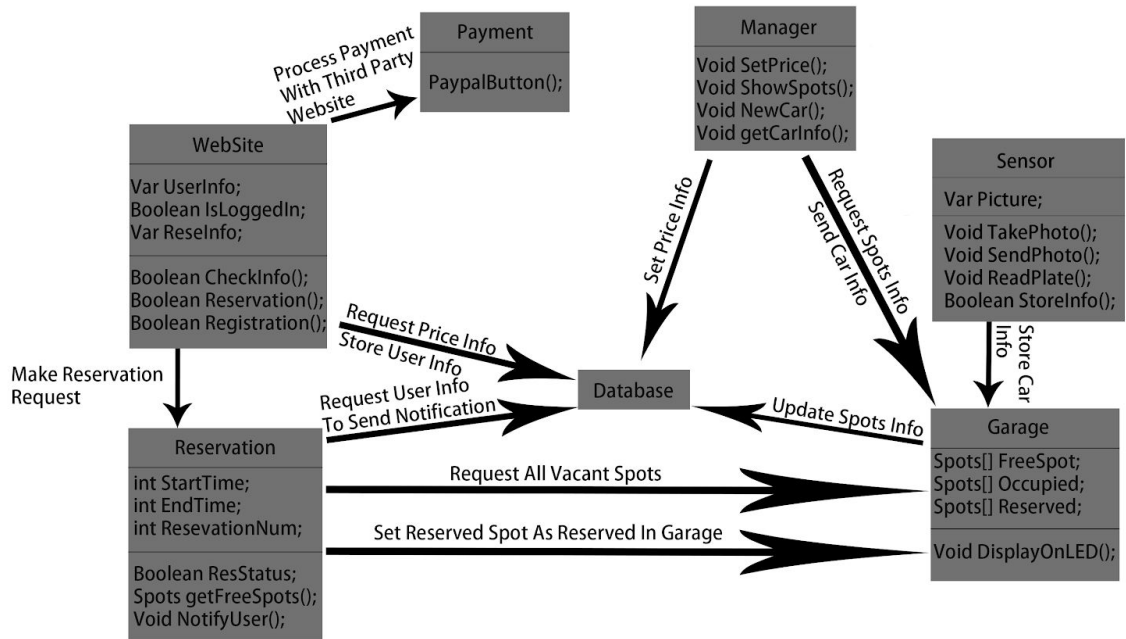 Payment
PaypalButton();
Process Payment
With Third Party
Website
Manager
Void SetPrice();
Void ShowSpots();
Void NewCar();
Void getCarInfo();
WebSite
Var UserInfo;
Boolean IsLoggedIn;
Var ReseInfo;
Boolean CheckInfo();
Boolean Reservation();
Boolean Registration();
Sensor
Var Picture;
Void TakePhoto();
Void SendPhoto();
Void ReadPlate();
Boolean StoreInfo();
Set Price Info
Request Spots Info
Send Car Info
Store Car
Info
Request Price Info
Store User Info
Make Reservation
Request
Request User Info
To Send Notification
Database
Update Spots Info
Reservation
int StartTime;
int EndTime;
int ResevationNum;
Boolean ResStatus;
Spots getFreeSpots();
Void NotifyUser();
Request All Vacant Spots
Set Reserved Spot As Reserved In Garage
Garage
Spots[] FreeSpot;
Spots[] Occupied;
Spots[] Reserved;
Void DisplayOnLED();